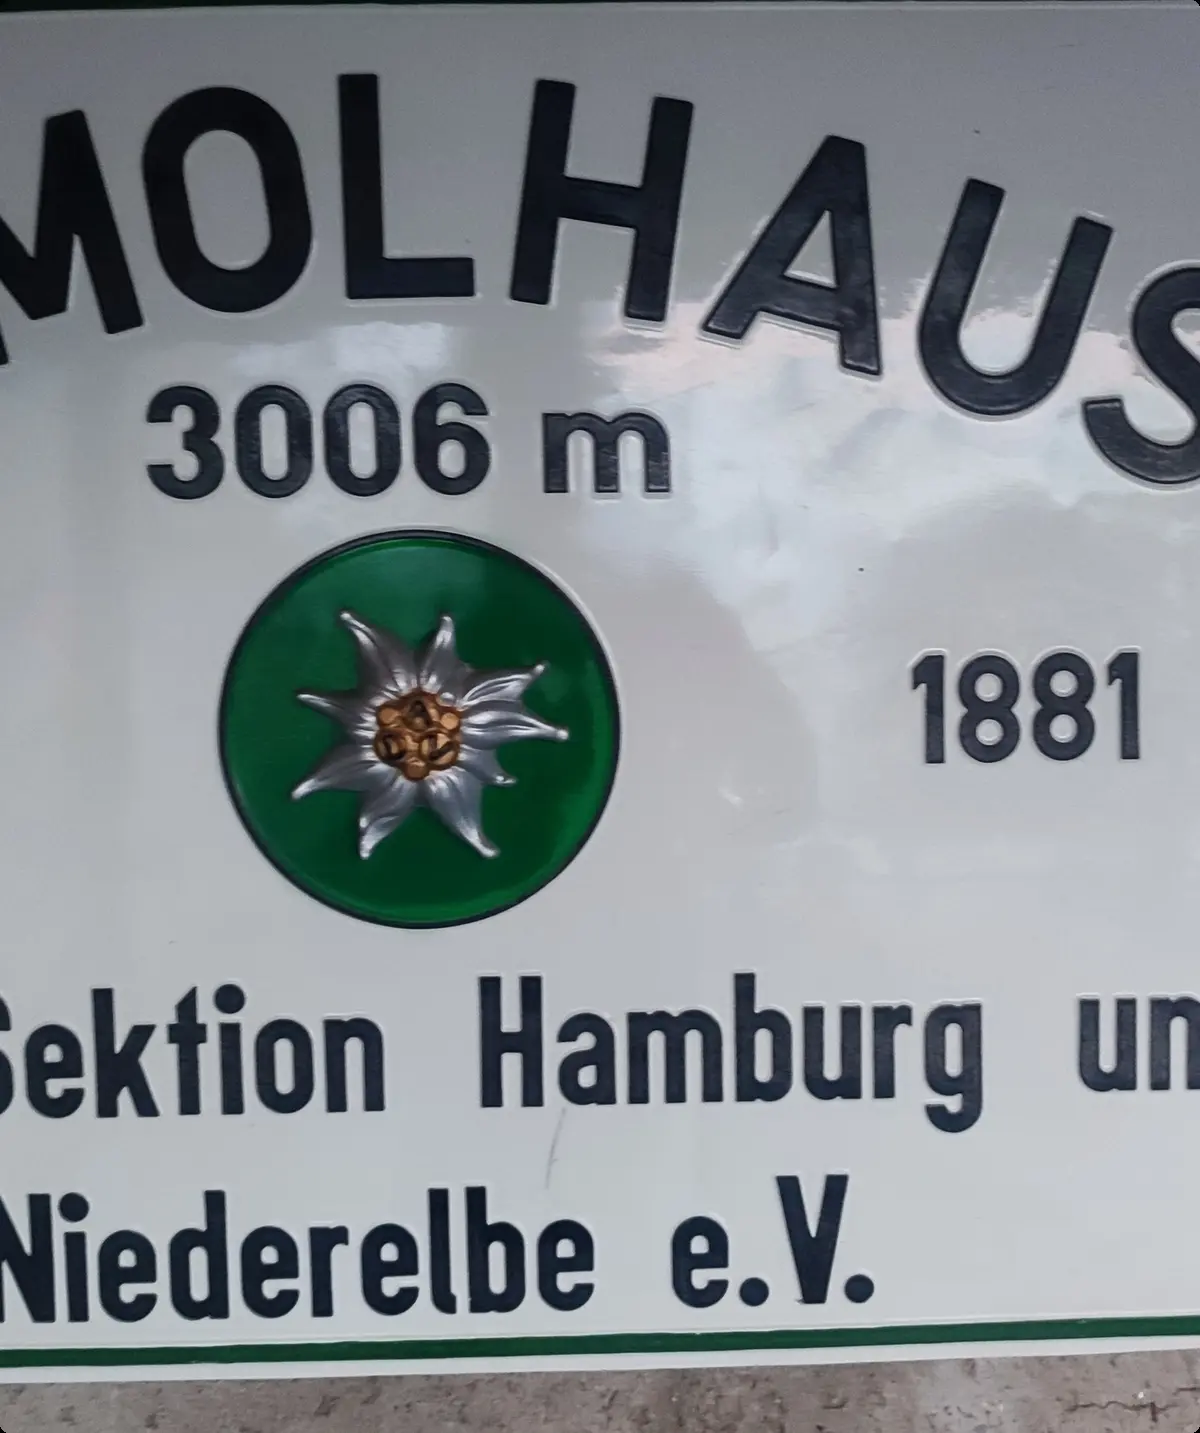 MOLHAUS
3006 m
A
D V
1881
Sektion Hamburg un
Niederelbe e.V.